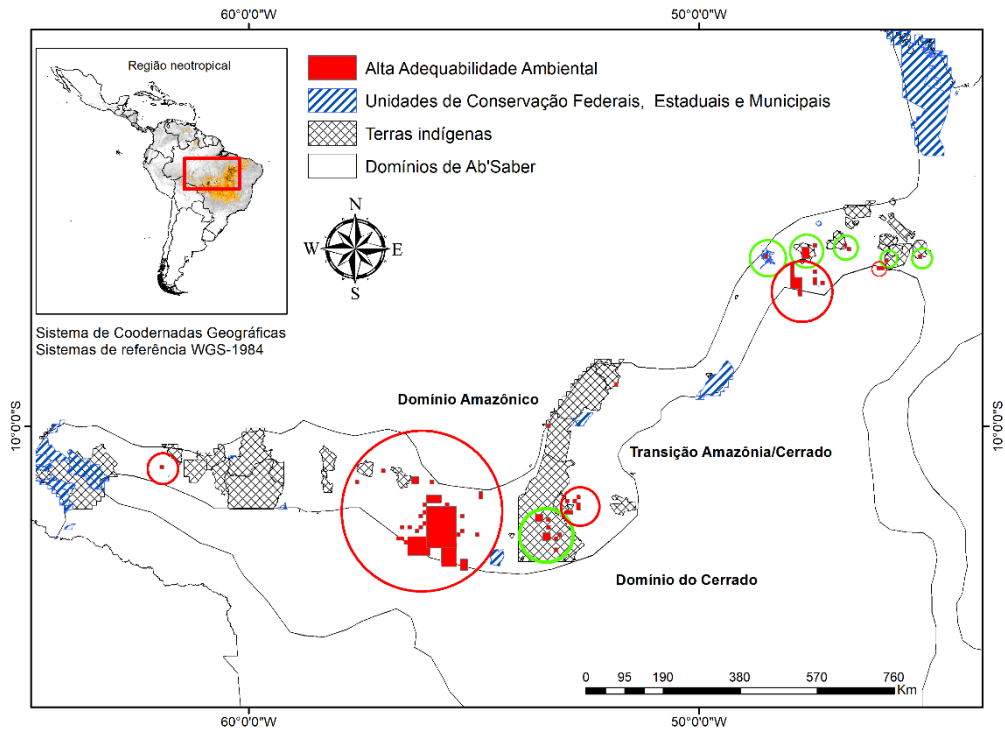 60°0'0"W 50°0'0"W
Região neotropical
Alta Adequabilidade Ambiental
Unidades de Conservação Federais, Estaduais e Municipais
Terras indígenas
Domínios de Ab'Saber
N
W E
S
Sistema de Coodernadas Geográficas
Sistemas de referência WGS-1984
Domínio Amazônico
10°0'0"S 10°0'0"S
Transição Amazônia/Cerrado
Domínio do Cerrado
0 95 190 380 570 760
Km
60°0'0"W 50°0'0"W